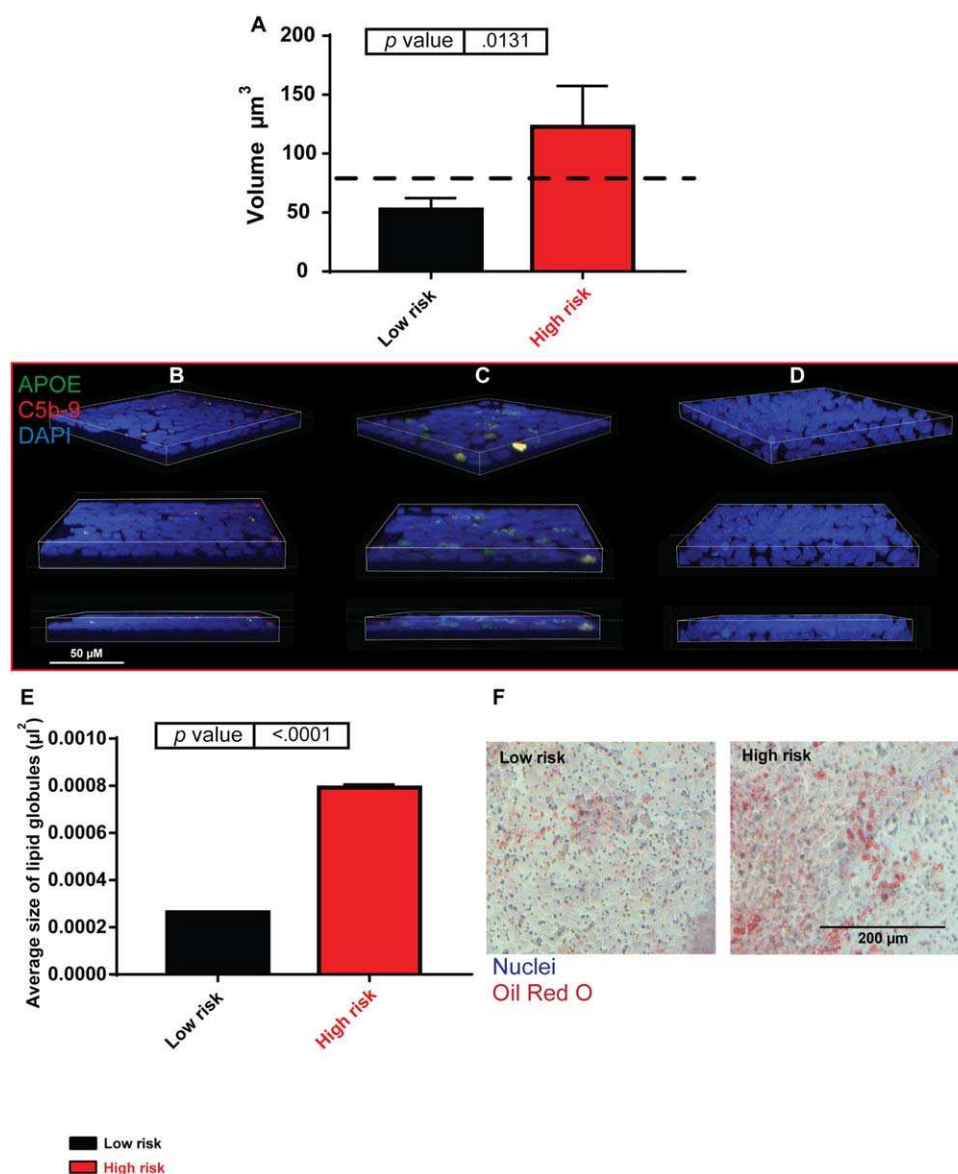 A
p value .0131
200
150
100
50
0
Volume µm³
Low risk
High risk
B
C
D
APOE
C5b-9
DAPI
50 µM
E
p value <.0001
0.0010
0.0008
0.0006
0.0004
0.0002
0.0000
Average size of lipid globules (µl²)
Low risk
High risk
F
Low risk
High risk
200 µm
Nuclei
Oil Red O
Low risk
High risk